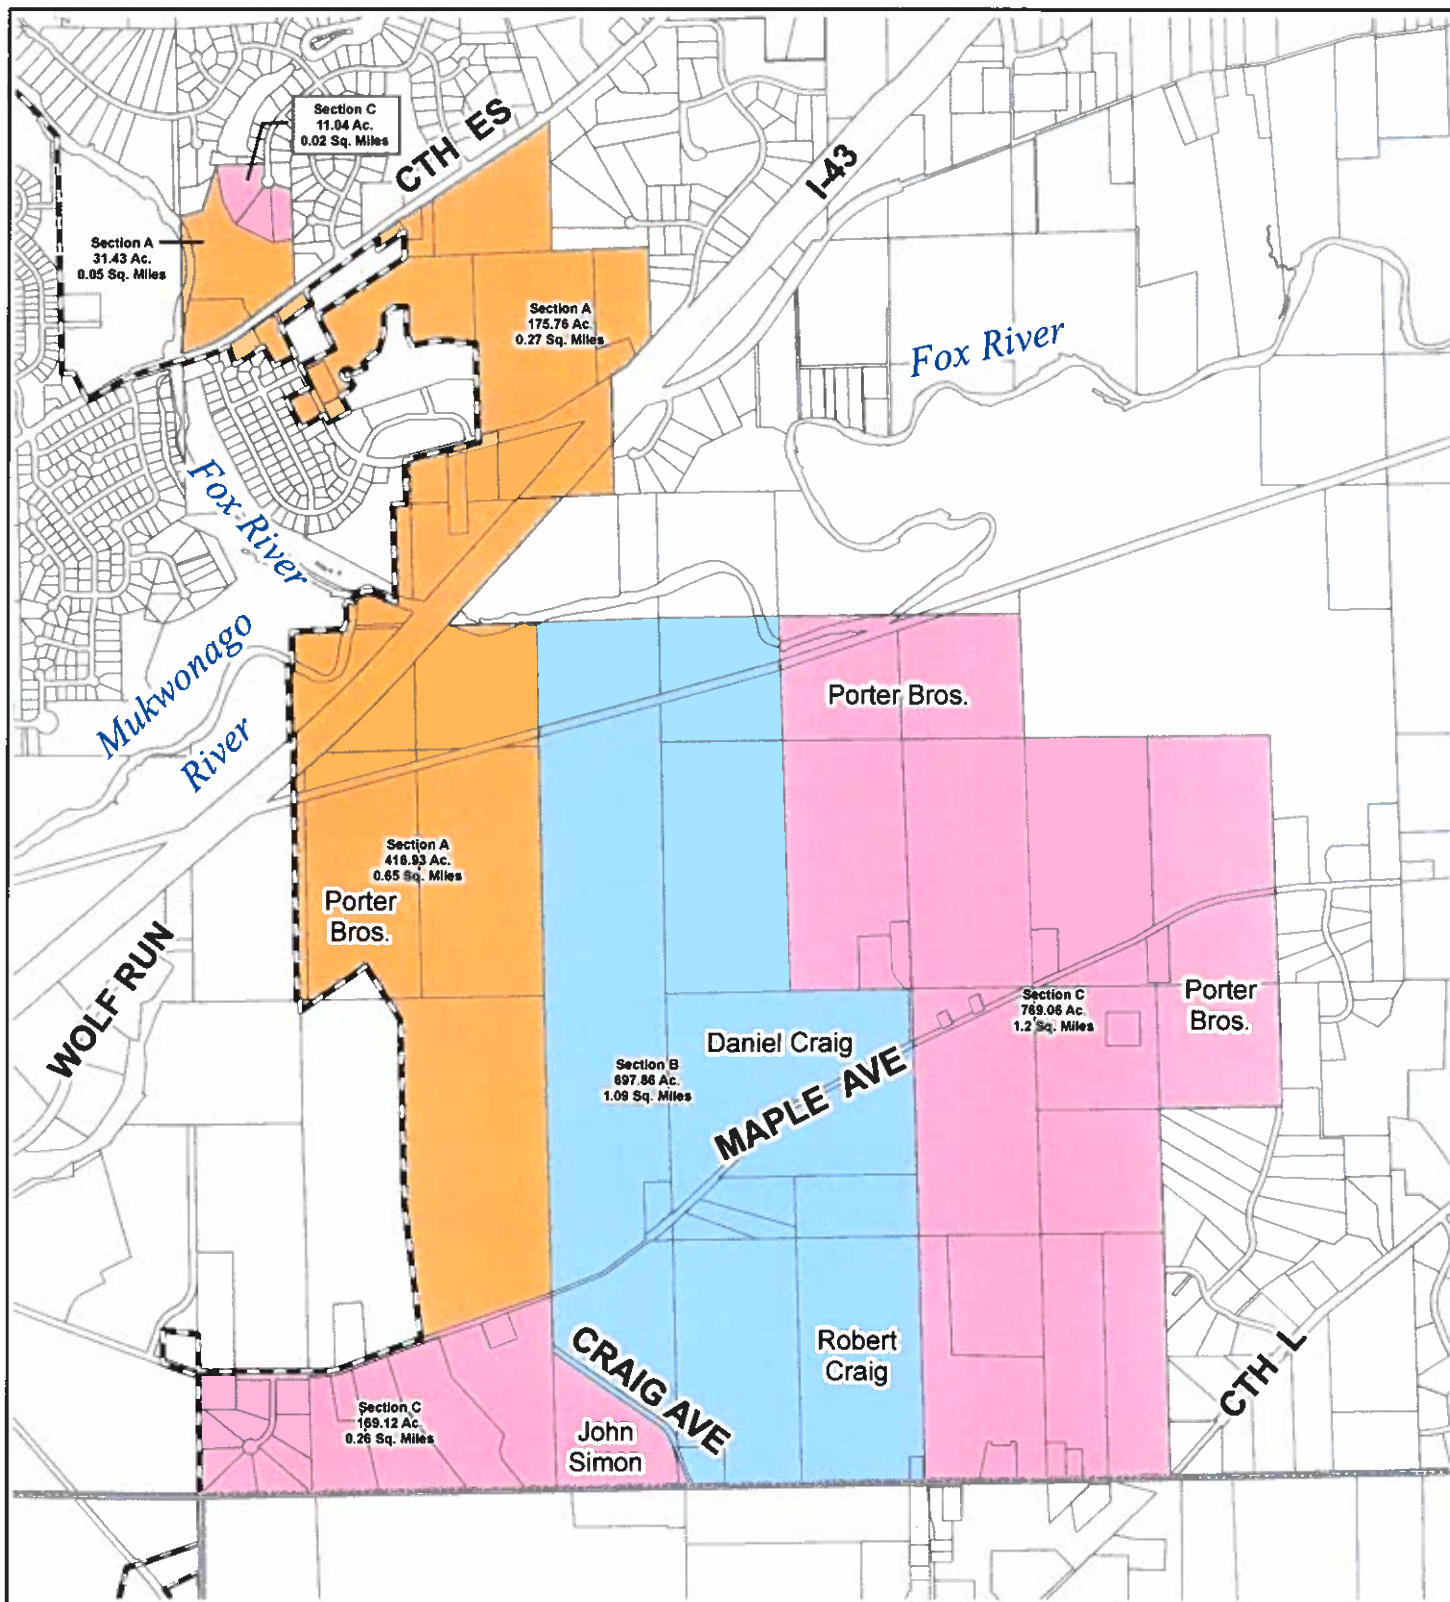 Section C
11.04 Ac.
0.02 Sq. Miles
CTH ES
I-43
Section A
31.43 Ac.
0.05 Sq. Miles
Section A
175.76 Ac.
0.27 Sq. Miles
Fox River
Fox River
Mukwonago
River
Porter Bros.
Section A
416.93 Ac.
0.65 Sq. Miles
Porter
Bros.
WOLF RUN
Section C
769.06 Ac.
1.2 Sq. Miles
Porter
Bros.
Daniel Craig
Section B
697.86 Ac.
1.09 Sq. Miles
MAPLE AVE
Robert
Craig
CRAIG AVE
CTH L
Section C
169.12 Ac.
0.26 Sq. Miles
John
Simon